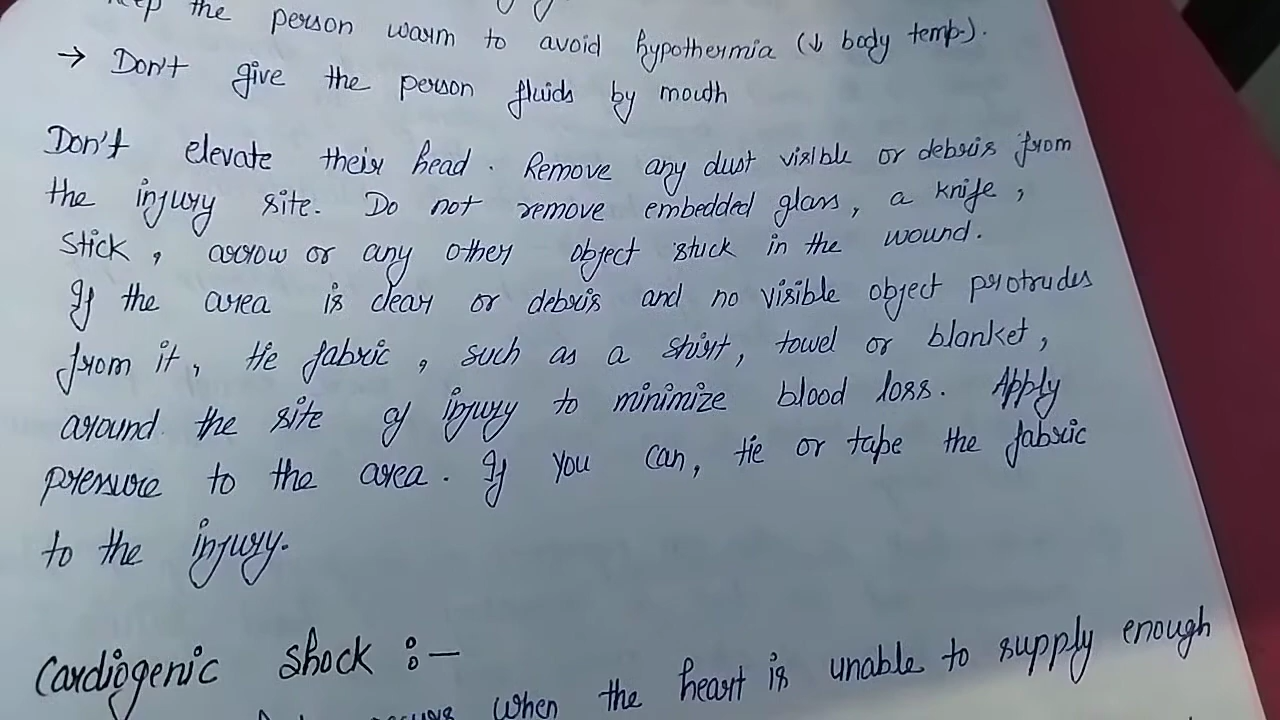 the person warm to avoid hypothermia (↓ body temp.).
→ Don't give the person fluids by mouth
Don't elevate their head. Remove any dust visible or debris from
the injury site. Do not remove embedded glass, a knife,
stick, arrow or any other object stuck in the wound.
If the area is clear or debris and no visible object protrudes
from it, tie fabric, such as a shirt, towel or blanket,
around the site of injury to minimize blood loss. Apply
pressure to the area. If you can, tie or tape the fabric
to the injury.
Cardiogenic shock :-
when the heart is unable to supply enough